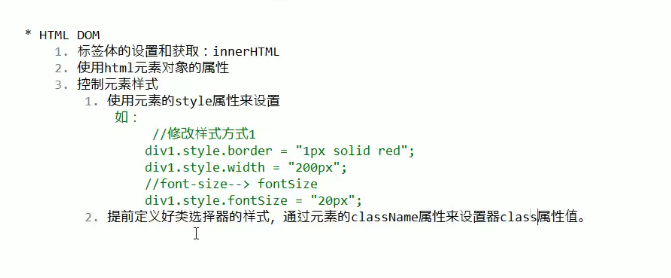 * HTML DOM
1. 标签体的设置和获取：innerHTML
2. 使用html元素对象的属性
3. 控制元素样式
1. 使用元素的style属性来设置
如：
//修改样式方式1
div1.style.border = "1px solid red";
div1.style.width = "200px";
//font-size--> fontSize
div1.style.fontSize = "20px";
2. 提前定义好类选择器的样式，通过元素的className属性来设置器class属性值。